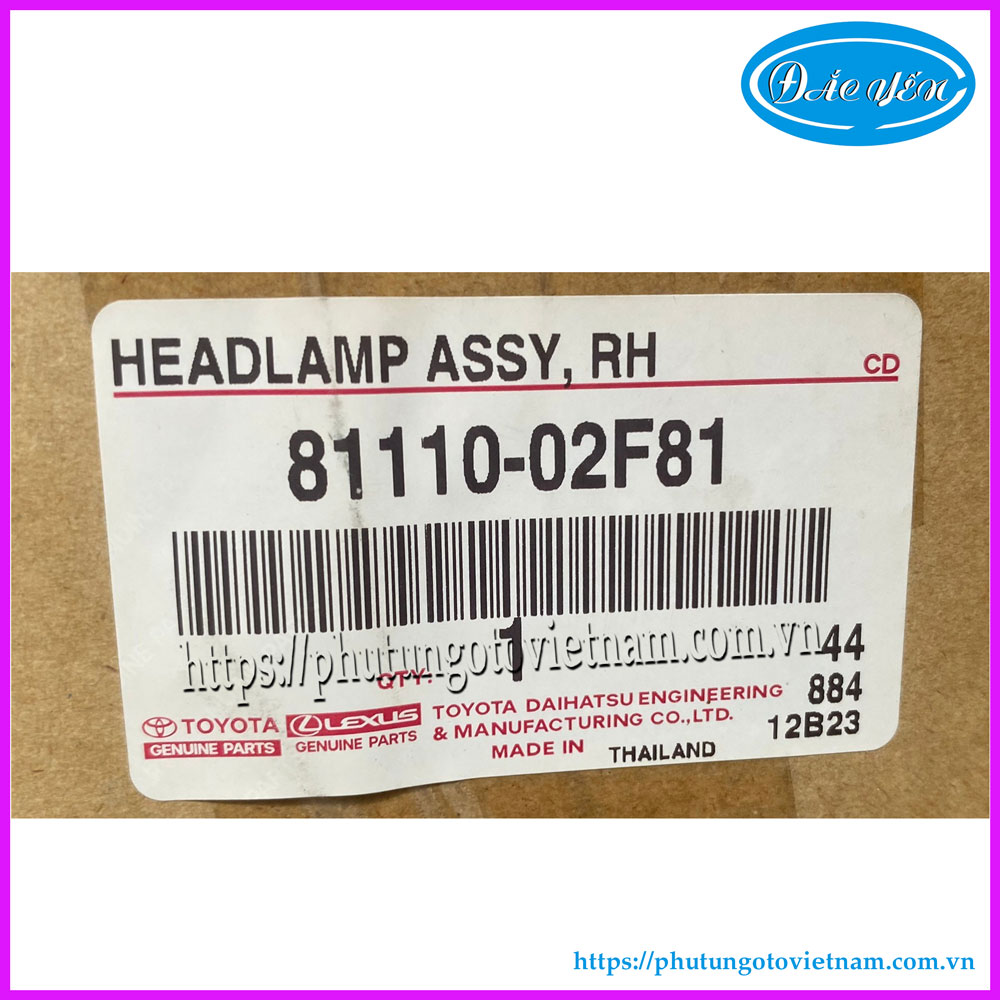 ĐẮC YẾN
HEADLAMP ASSY, RH
CD
81110-02F81
https://phutungotovietnam.com.vn
QTY: 1
44
884
12B23
TOYOTA
GENUINE PARTS
LEXUS
GENUINE PARTS
TOYOTA DAIHATSU ENGINEERING
& MANUFACTURING CO.,LTD.
MADE IN THAILAND
https://phutungotovietnam.com.vn